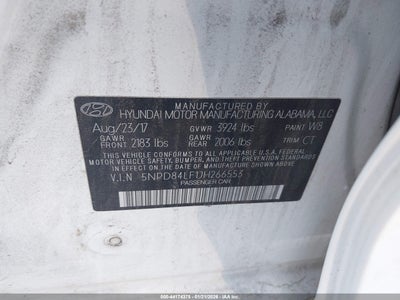 MANUFACTURED BY
HYUNDAI MOTOR MANUFACTURING ALABAMA, LLC
Aug/23/17 GVWR 3924 lbs PAINT W8
GAWR GAWR
FRONT 2183 lbs REAR 2006 lbs TRIM CT
THIS VEHICLE CONFORMS TO ALL APPLICABLE U.S. FEDERAL
MOTOR VEHICLE SAFETY, BUMPER, AND THEFT PREVENTION
STANDARDS IN EFFECT ON THE DATE OF MANUFACTURE SHOWN ABOVE.
V.I.N 5NPD84LF1JH266553
PASSENGER CAR